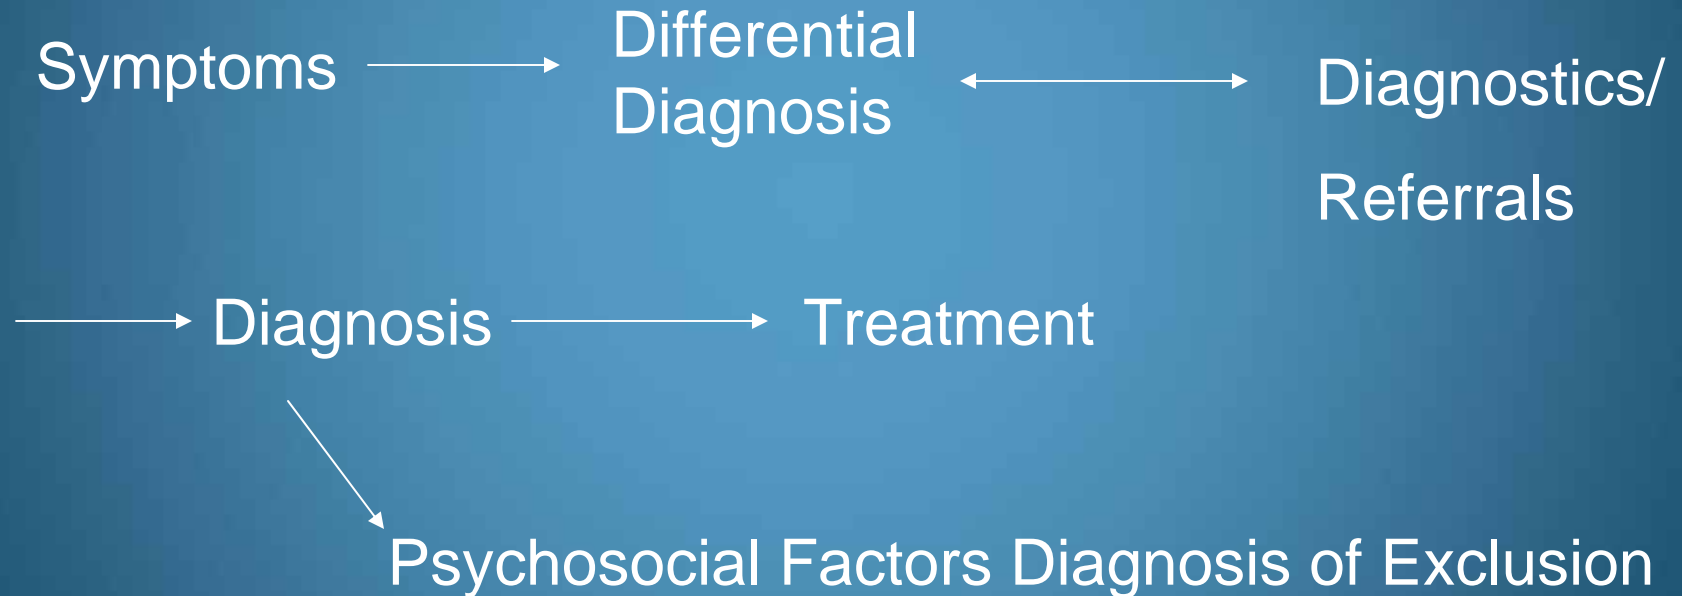 Symptoms
Differential
Diagnosis
Diagnostics/
Referrals
Diagnosis
Treatment
Psychosocial Factors Diagnosis of Exclusion